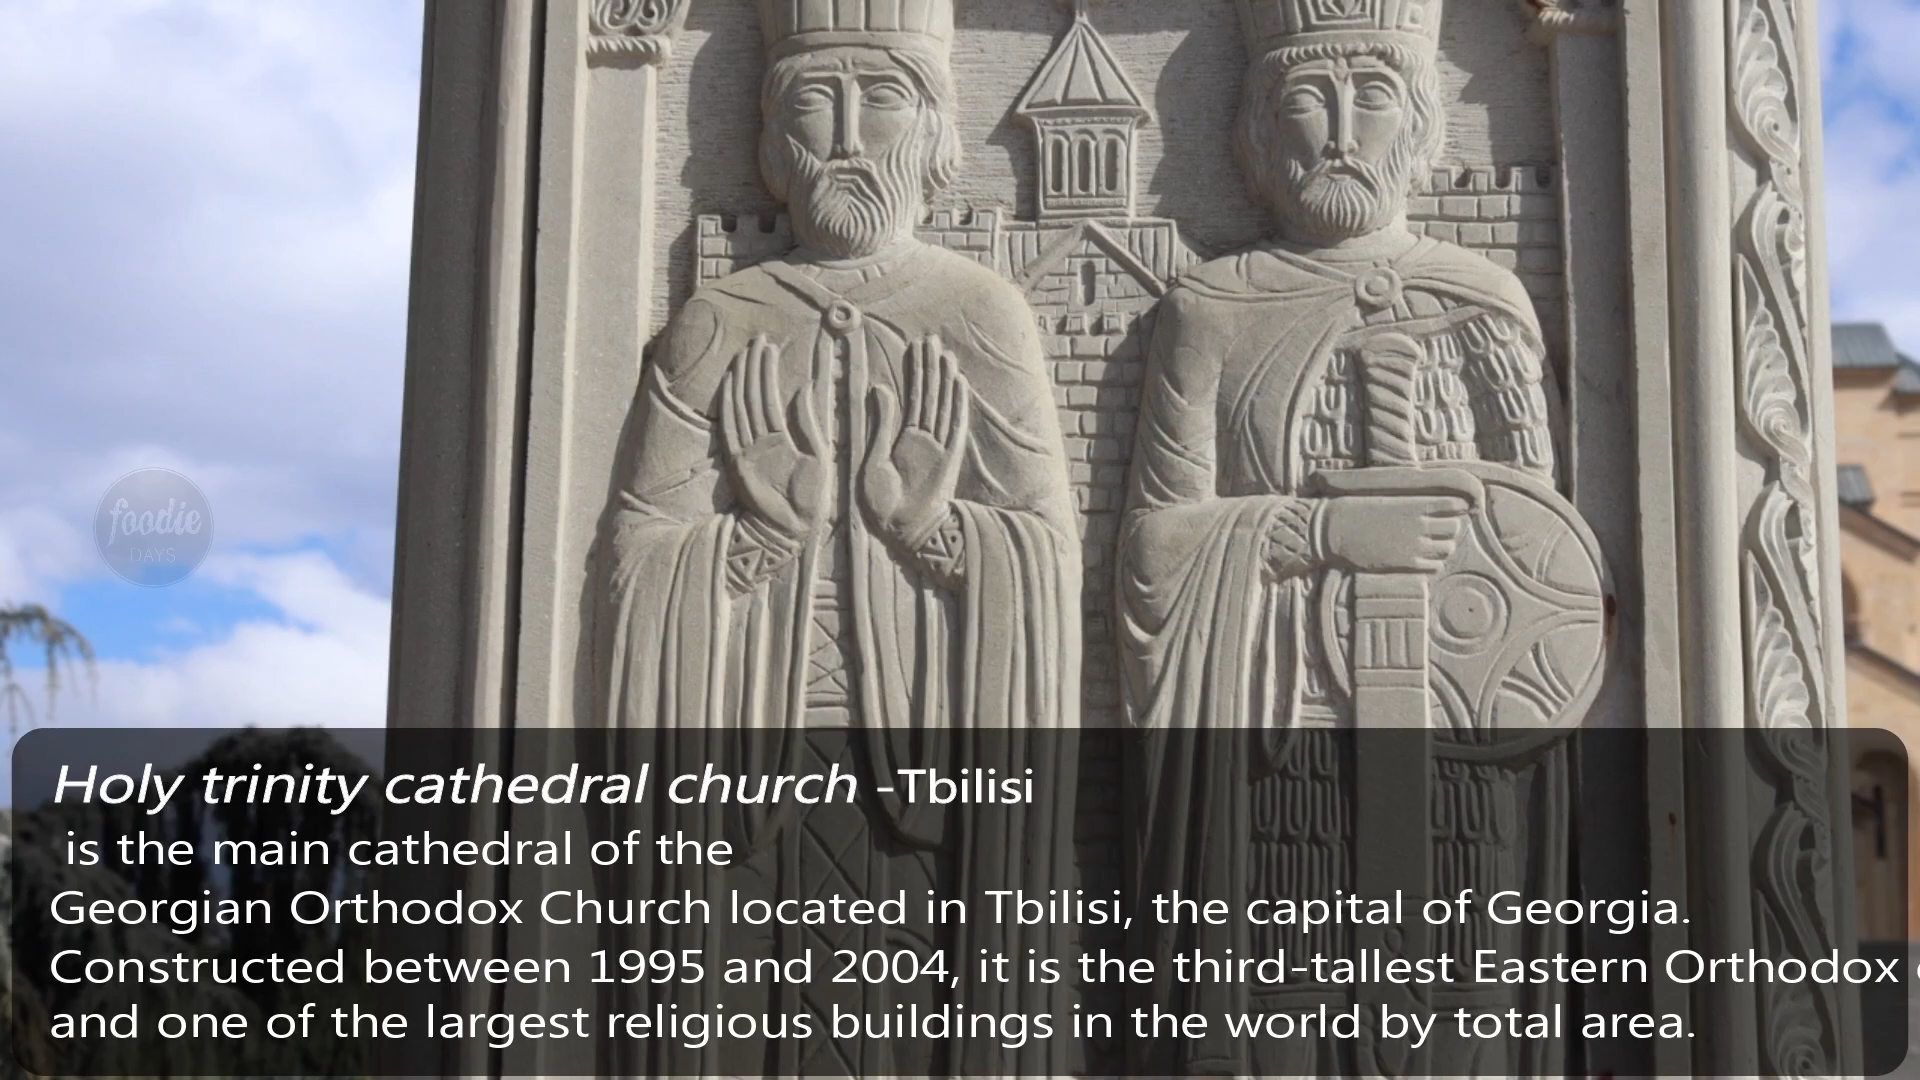 foodie
DAYS
Holy trinity cathedral church -Tbilisi
is the main cathedral of the
Georgian Orthodox Church located in Tbilisi, the capital of Georgia.
Constructed between 1995 and 2004, it is the third-tallest Eastern Orthodox
and one of the largest religious buildings in the world by total area.